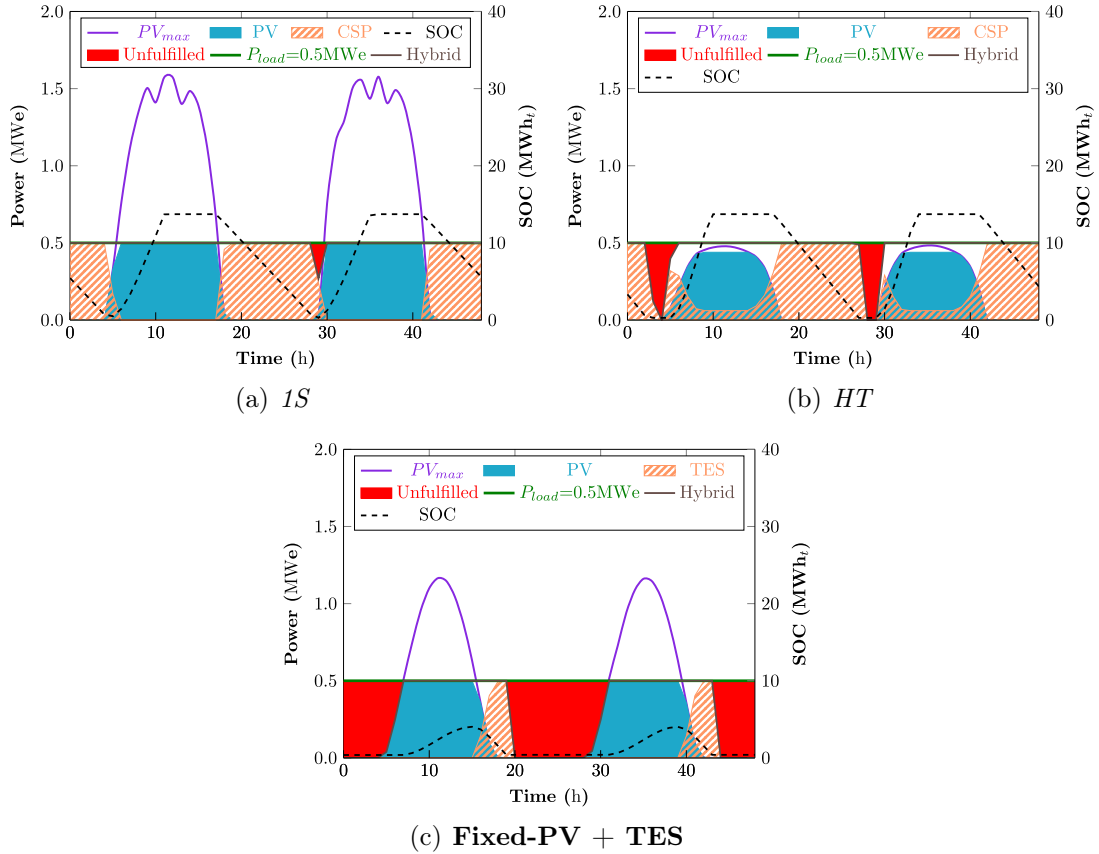 2.0
1.5
1.0
0.5
0.0
Power (MWe)
PV_max PV CSP SOC
Unfulfilled P_load=0.5MWe Hybrid
40
30
20
10
0
SOC (MWh_t)
0 10 20 30 40
Time (h)
(a) 1S
2.0
1.5
1.0
0.5
0.0
Power (MWe)
PV_max PV CSP
Unfulfilled P_load=0.5MWe Hybrid
SOC
40
30
20
10
0
SOC (MWh_t)
0 10 20 30 40
Time (h)
(b) HT
2.0
1.5
1.0
0.5
0.0
Power (MWe)
PV_max PV TES
Unfulfilled P_load=0.5MWe Hybrid
SOC
40
30
20
10
0
SOC (MWh_t)
0 10 20 30 40
Time (h)
(c) Fixed-PV + TES